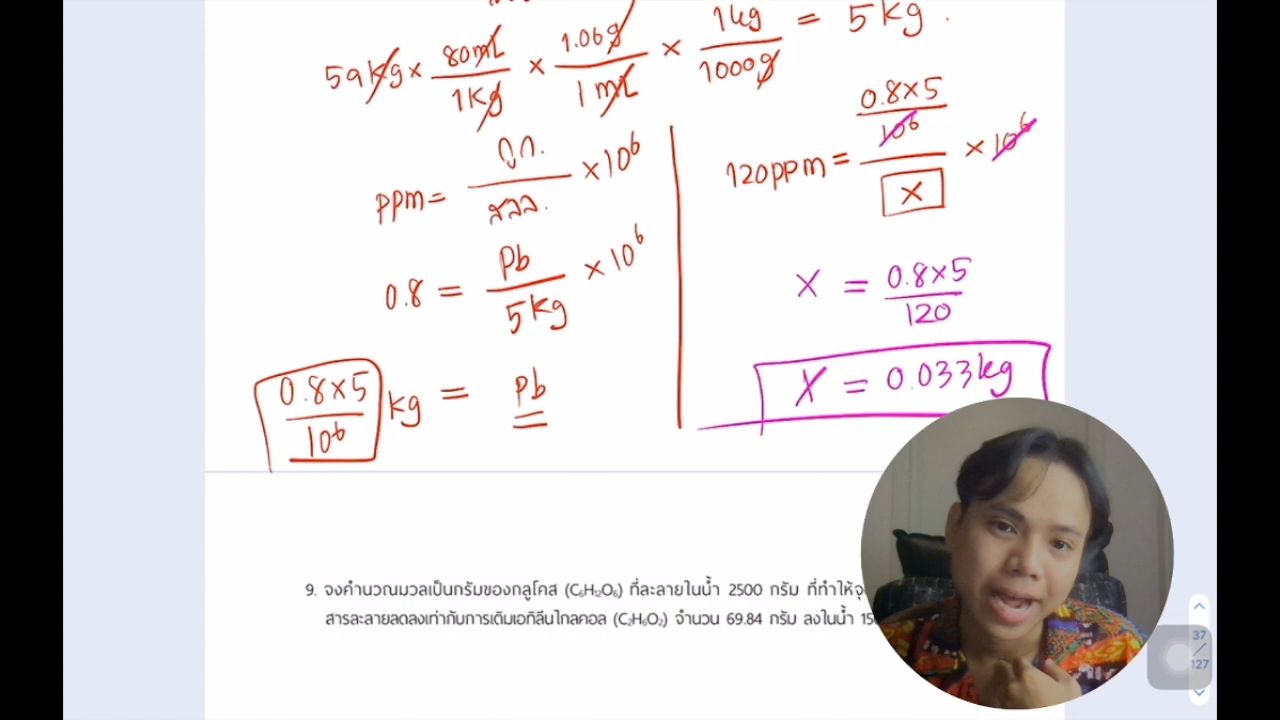 59kg × 80mL/1kg × 1.06g/1mL × 1kg/1000g = 5kg.
ppm = ถูก./สลล. × 10⁶
0.8 = Pb/5kg × 10⁶
0.8×5/10⁶ kg = Pb
120ppm = (0.8×5/10⁶)/x × 10⁶
X = 0.8×5/120
X = 0.033kg
9. จงคำนวณมวลเป็นกรัมของกลูโคส (C₆H₁₂O₆) ที่ละลายในน้ำ 2500 กรัม ที่ทำให้
สารละลายลดลงเท่ากับการเติมเอทิลีนไกลคอล (C₂H₆O₂) จำนวน 69.84 กรัม ลงในน้ำ
37
/
127